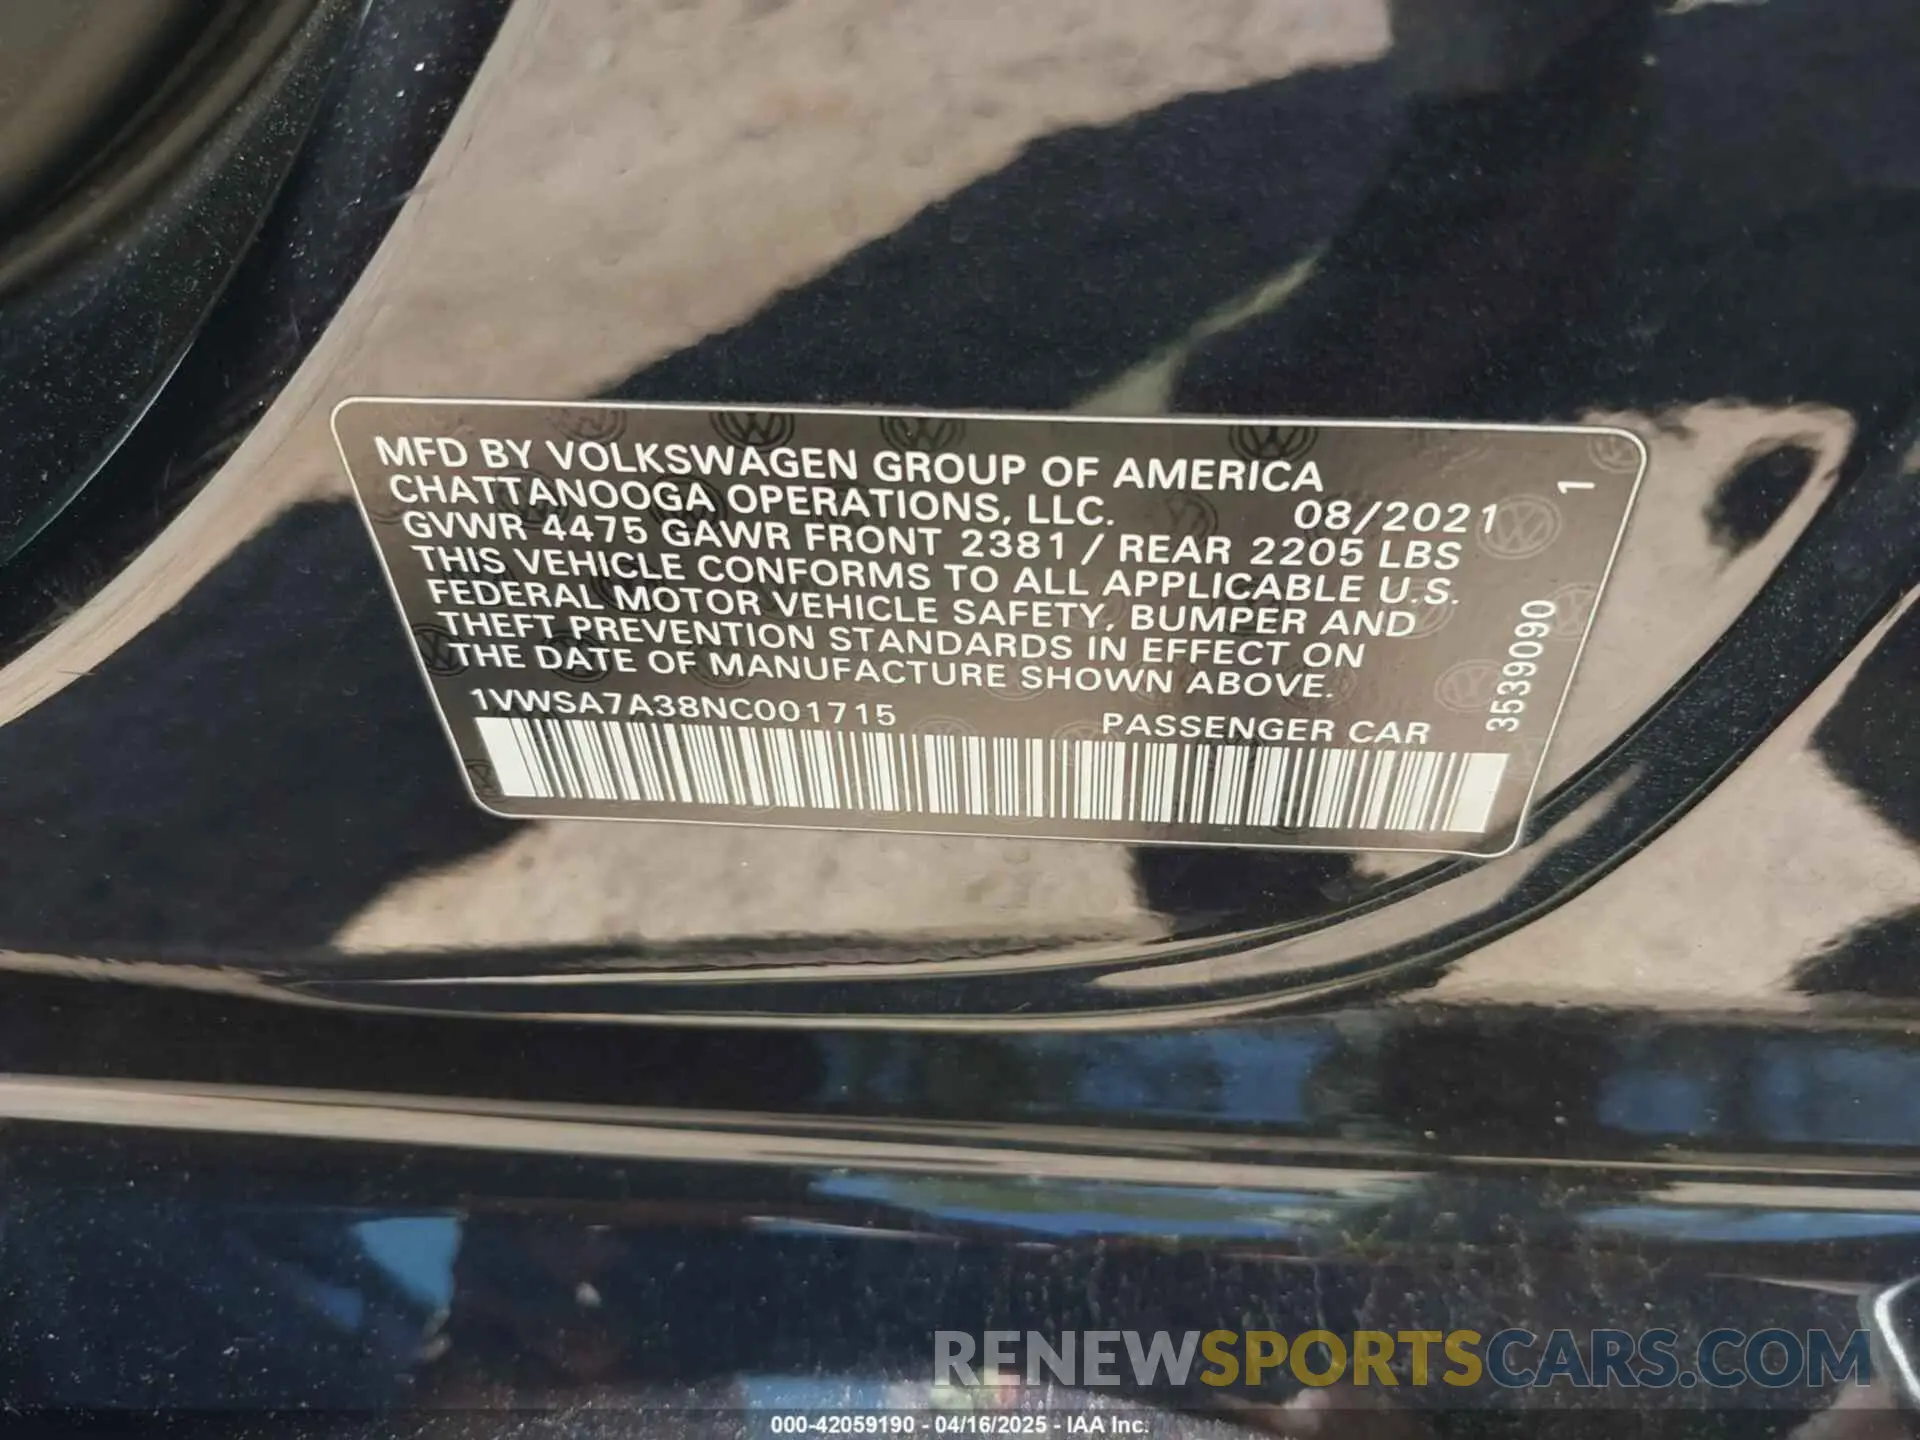 MFD BY VOLKSWAGEN GROUP OF AMERICA
CHATTANOOGA OPERATIONS, LLC. 08/2021 1
GVWR 4475 GAWR FRONT 2381 / REAR 2205 LBS
THIS VEHICLE CONFORMS TO ALL APPLICABLE U.S.
FEDERAL MOTOR VEHICLE SAFETY, BUMPER AND
THEFT PREVENTION STANDARDS IN EFFECT ON
THE DATE OF MANUFACTURE SHOWN ABOVE.
1VWSA7A38NC001715 PASSENGER CAR
3539090
RENEWSPORTSCARS.COM
000-42059190 - 04/16/2025 - IAA Inc.